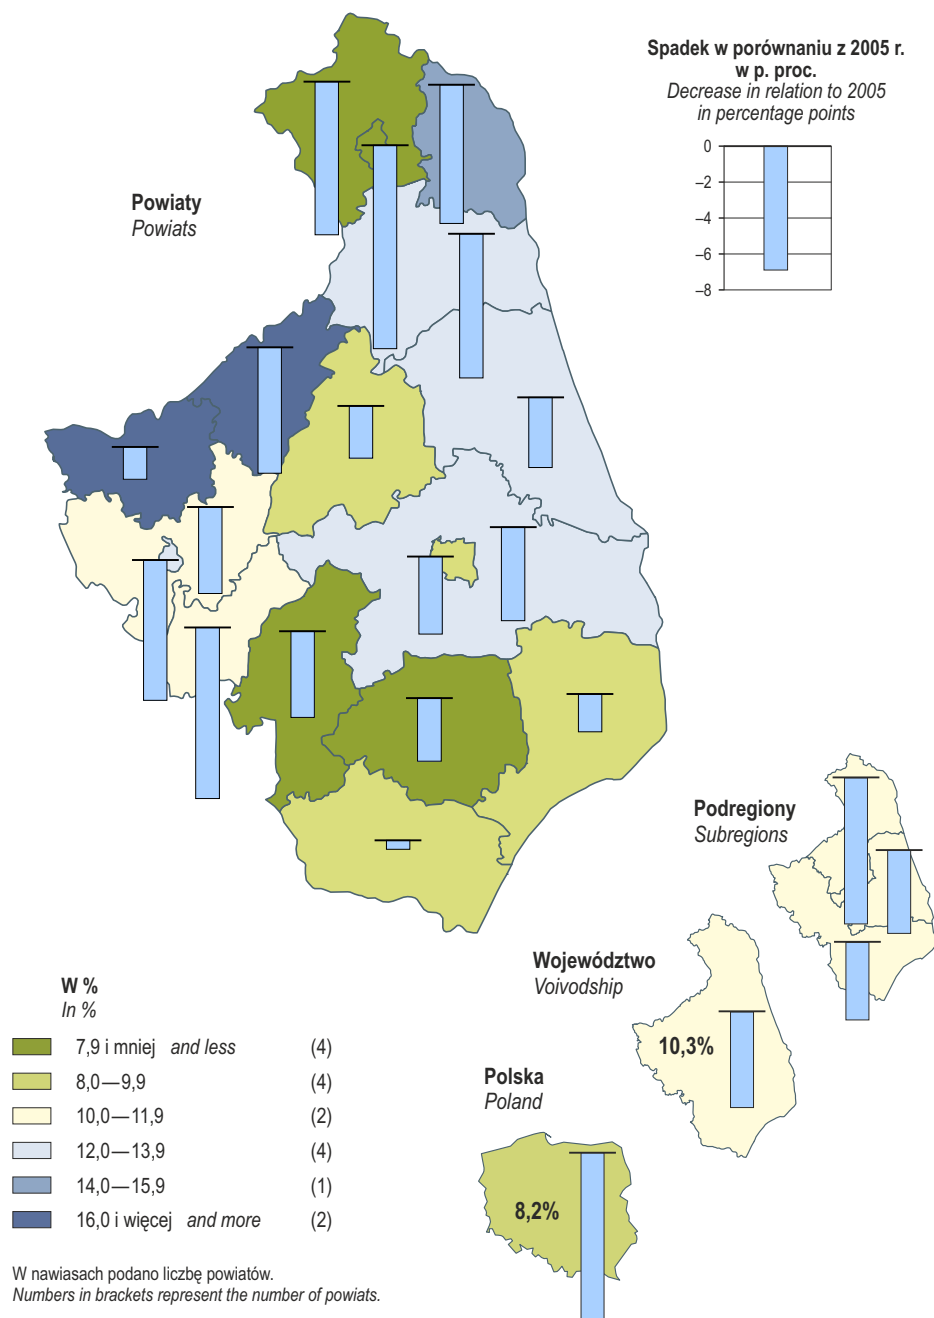 Spadek w porównaniu z 2005 r.
w p. proc.
Decrease in relation to 2005
in percentage points
0
–2
–4
–6
–8
Powiaty
Powiats
Podregiony
Subregions
Województwo
Voivodship
10,3%
Polska
Poland
8,2%
W %
In %
7,9 i mniej and less (4)
8,0—9,9 (4)
10,0—11,9 (2)
12,0—13,9 (4)
14,0—15,9 (1)
16,0 i więcej and more (2)
W nawiasach podano liczbę powiatów.
Numbers in brackets represent the number of powiats.